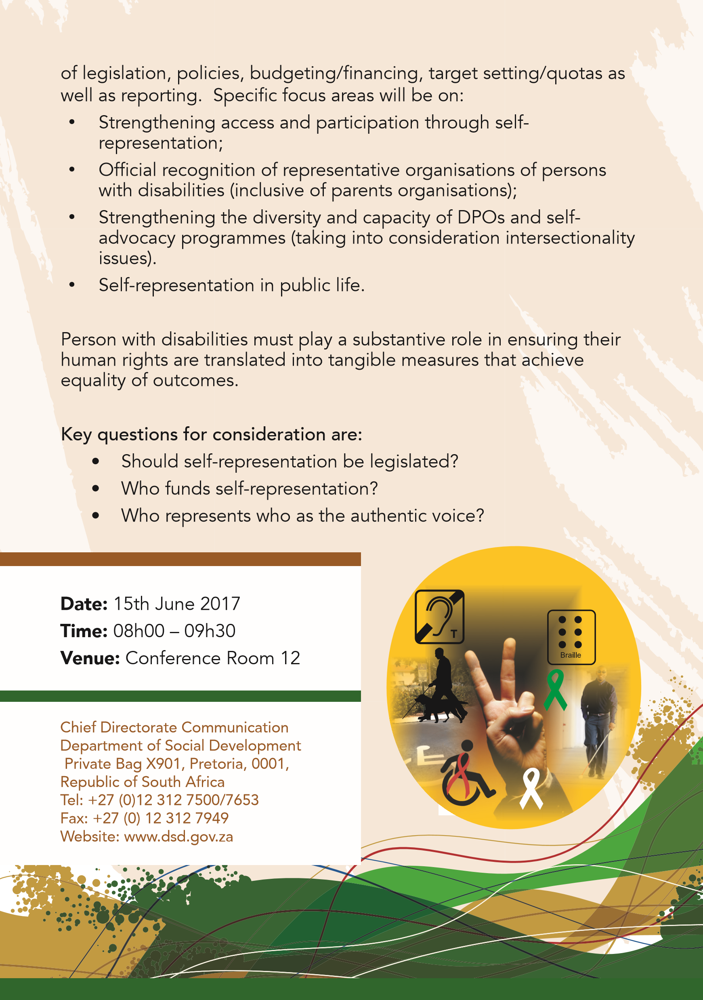 of legislation, policies, budgeting/financing, target setting/quotas as
well as reporting.  Specific focus areas will be on:
• Strengthening access and participation through self-
representation;
• Official recognition of representative organisations of persons
with disabilities (inclusive of parents organisations);
• Strengthening the diversity and capacity of DPOs and self-
advocacy programmes (taking into consideration intersectionality
issues).
• Self-representation in public life.
Person with disabilities must play a substantive role in ensuring their
human rights are translated into tangible measures that achieve
equality of outcomes.
Key questions for consideration are:
• Should self-representation be legislated?
• Who funds self-representation?
• Who represents who as the authentic voice?
Date: 15th June 2017
Time: 08h00 – 09h30
Venue: Conference Room 12
Chief Directorate Communication
Department of Social Development
Private Bag X901, Pretoria, 0001,
Republic of South Africa
Tel: +27 (0)12 312 7500/7653
Fax: +27 (0) 12 312 7949
Website: www.dsd.gov.za
T
Braille